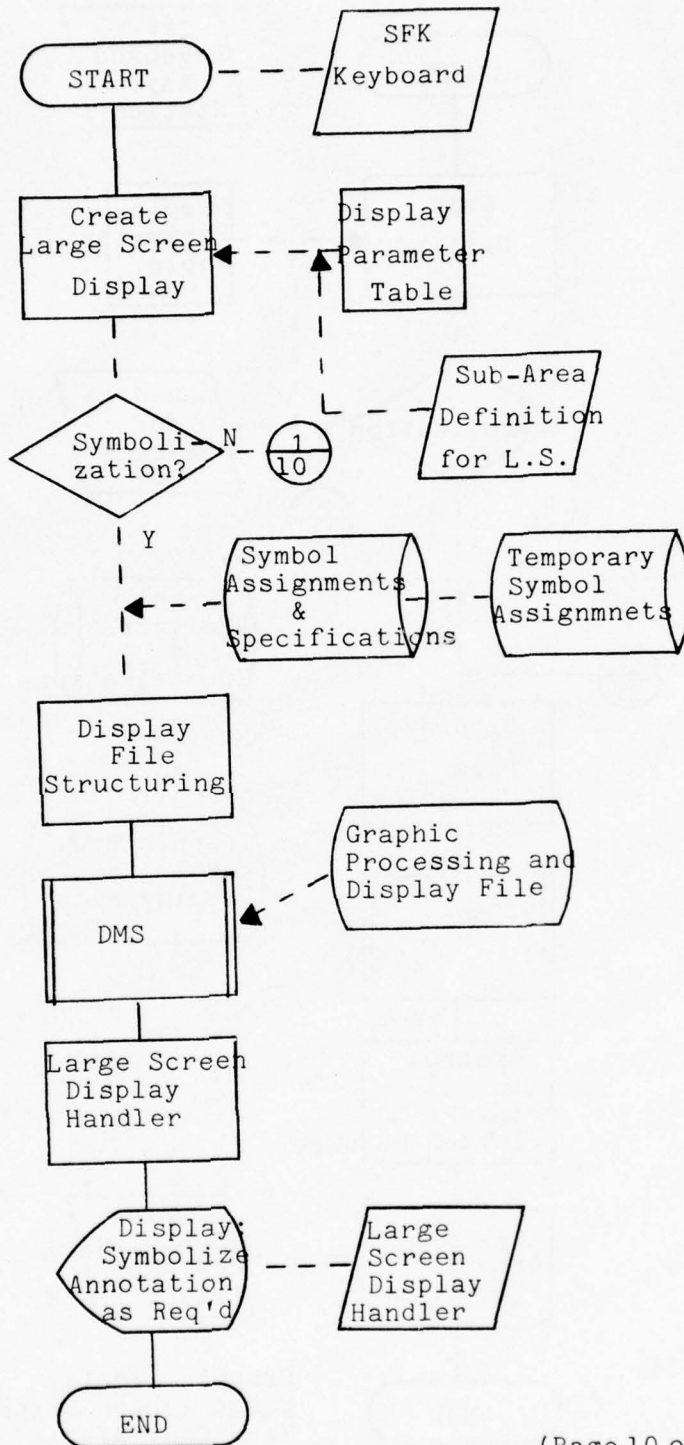 START
SFK
Keyboard
Create
Large Screen
Display
Display
Parameter
Table
Sub-Area
Definition
for L.S.
Symboli-
zation?
N
1
10
Y
Symbol
Assignments
&
Specifications
Temporary
Symbol
Assignmnets
Display
File
Structuring
Graphic
Processing and
Display File
DMS
Large Screen
Display
Handler
Display:
Symbolize
Annotation
as Req'd
Large
Screen
Display
Handler
END
(Page 10 o